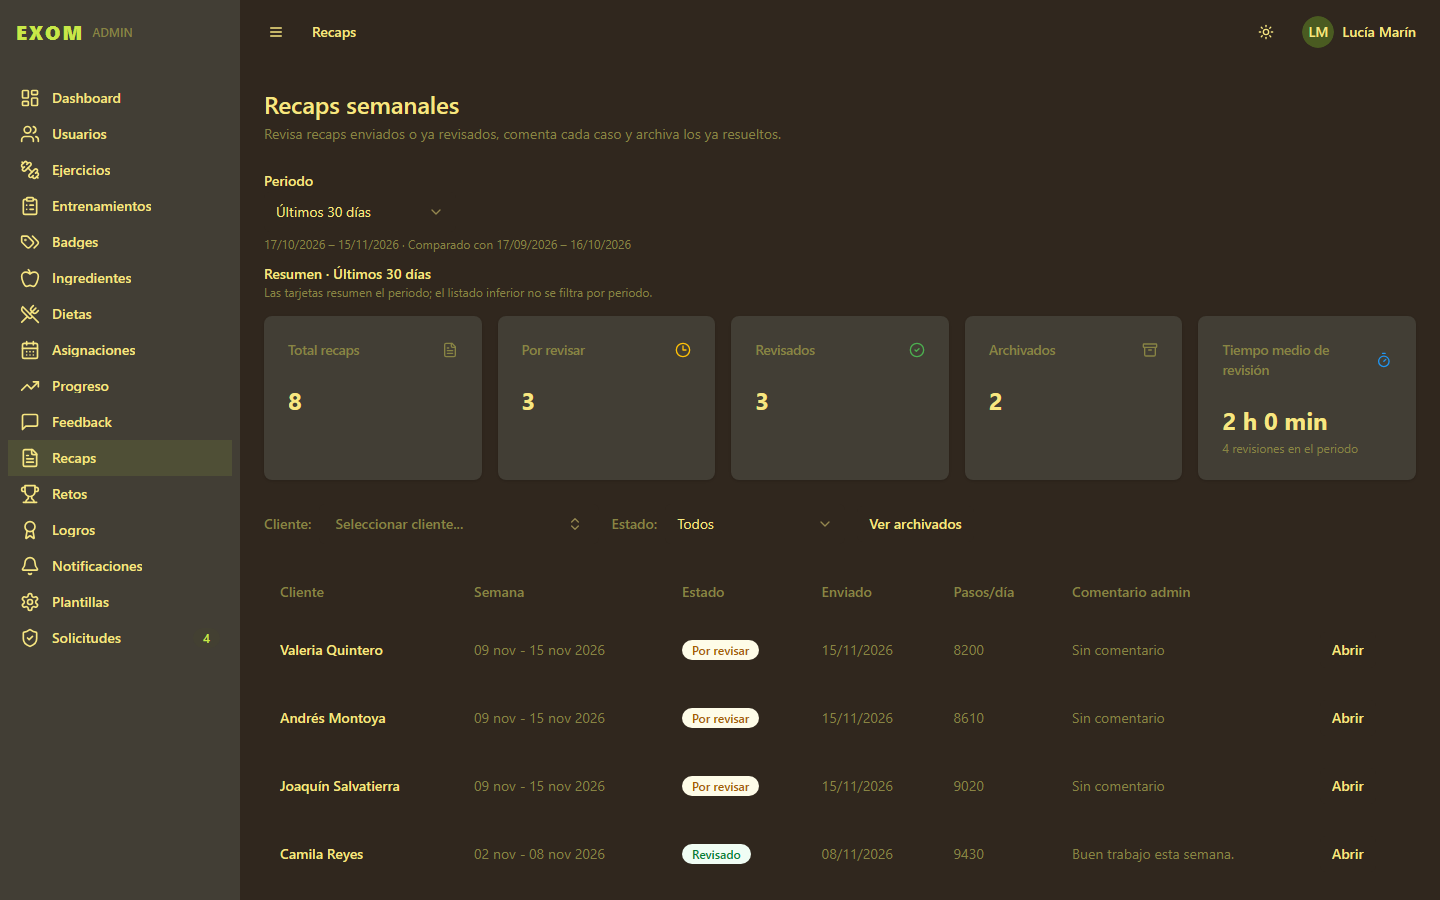 EXOM ADMIN
Dashboard
Usuarios
Ejercicios
Entrenamientos
Badges
Ingredientes
Dietas
Asignaciones
Progreso
Feedback
Recaps
Retos
Logros
Notificaciones
Plantillas
Solicitudes 4
Recaps
LM Lucía Marín
Recaps semanales
Revisa recaps enviados o ya revisados, comenta cada caso y archiva los ya resueltos.
Periodo
Últimos 30 días
17/10/2026 – 15/11/2026 · Comparado con 17/09/2026 – 16/10/2026
Resumen · Últimos 30 días
Las tarjetas resumen el periodo; el listado inferior no se filtra por periodo.
Total recaps
8
Por revisar
3
Revisados
3
Archivados
2
Tiempo medio de
revisión
2 h 0 min
4 revisiones en el periodo
Cliente: Seleccionar cliente... Estado: Todos Ver archivados
Cliente Semana Estado Enviado Pasos/día Comentario admin
Valeria Quintero 09 nov - 15 nov 2026 Por revisar 15/11/2026 8200 Sin comentario Abrir
Andrés Montoya 09 nov - 15 nov 2026 Por revisar 15/11/2026 8610 Sin comentario Abrir
Joaquín Salvatierra 09 nov - 15 nov 2026 Por revisar 15/11/2026 9020 Sin comentario Abrir
Camila Reyes 02 nov - 08 nov 2026 Revisado 08/11/2026 9430 Buen trabajo esta semana. Abrir